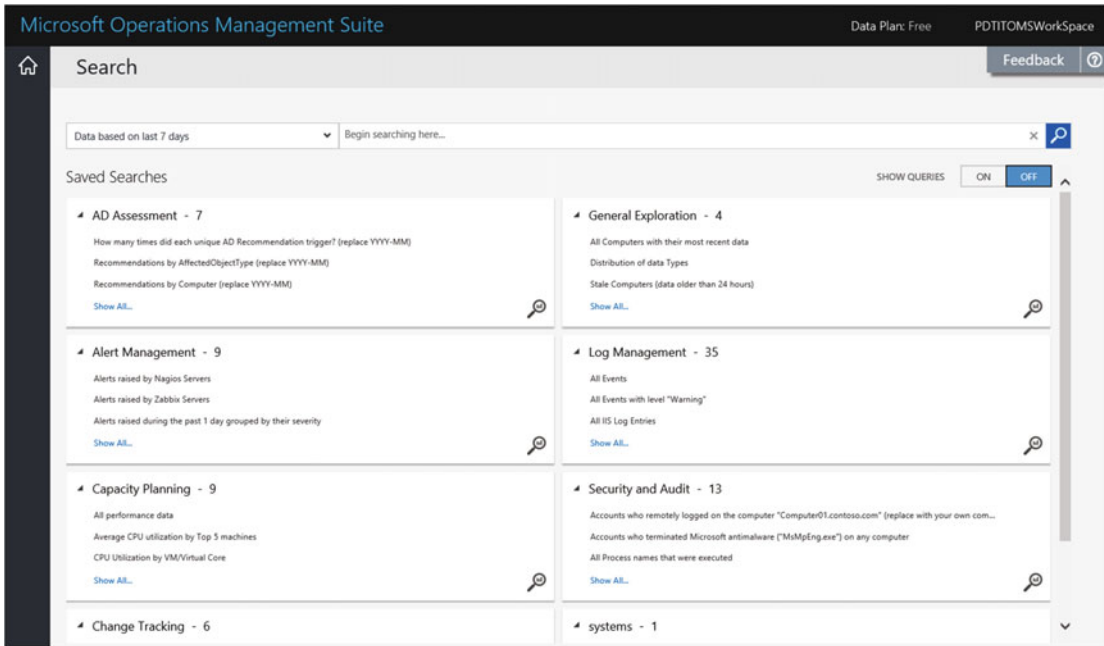 Microsoft Operations Management Suite
Data Plan: Free
PDTITOMSWorkSpace
Search
Feedback
Data based on last 7 days
Begin searching here...
Saved Searches
SHOW QUERIES
ON
OFF
AD Assessment - 7
How many times did each unique AD Recommendation trigger? (replace YYYY-MM)
Recommendations by AffectedObjectType (replace YYYY-MM)
Recommendations by Computer (replace YYYY-MM)
Show All...
General Exploration - 4
All Computers with their most recent data
Distribution of data Types
Stale Computers (data older than 24 hours)
Show All...
Alert Management - 9
Alerts raised by Nagios Servers
Alerts raised by Zabbix Servers
Alerts raised during the past 1 day grouped by their severity
Show All...
Log Management - 35
All Events
All Events with level "Warning"
All IIS Log Entries
Show All...
Capacity Planning - 9
All performance data
Average CPU utilization by Top 5 machines
CPU Utilization by VM/Virtual Core
Show All...
Security and Audit - 13
Accounts who remotely logged on the computer "Computer01.contoso.com" (replace with your own com...
Accounts who terminated Microsoft antimalware ("MsMpEng.exe") on any computer
All Process names that were executed
Show All...
Change Tracking - 6
systems - 1